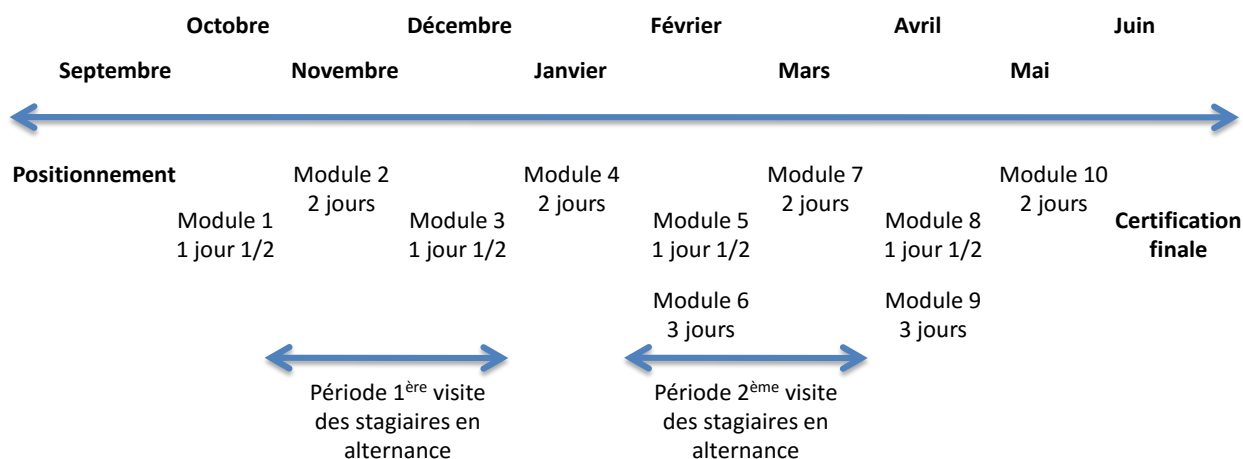 Octobre Décembre Février Avril Juin
Septembre Novembre Janvier Mars Mai
Positionnement
Module 1
1 jour 1/2
Module 2
2 jours
Module 3
1 jour 1/2
Module 4
2 jours
Module 5
1 jour 1/2
Module 6
3 jours
Module 7
2 jours
Module 8
1 jour 1/2
Module 9
3 jours
Module 10
2 jours
Certification
finale
Période 1ère visite
des stagiaires en
alternance
Période 2ème visite
des stagiaires en
alternance